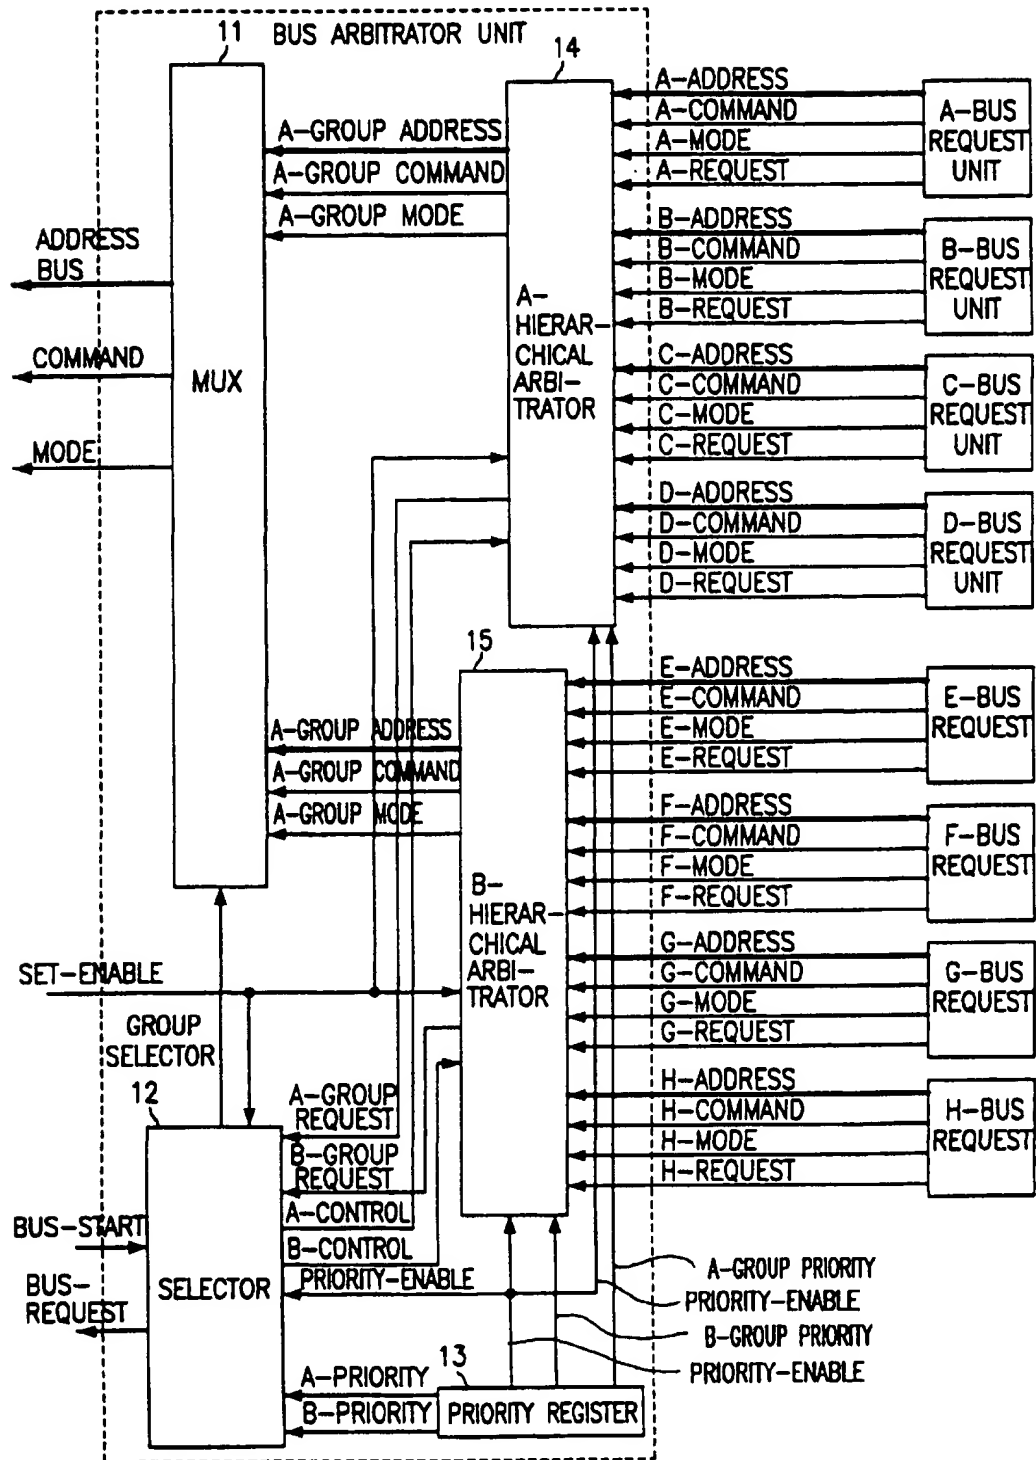 BUS ARBITRATOR UNIT
11
14
A-GROUP ADDRESS
A-GROUP COMMAND
A-GROUP MODE
ADDRESS
BUS
COMMAND
MODE
MUX
A-
HIERAR-
CHICAL
ARBI-
TRATOR
A-ADDRESS
A-COMMAND
A-MODE
A-REQUEST
A-BUS
REQUEST
UNIT
B-ADDRESS
B-COMMAND
B-MODE
B-REQUEST
B-BUS
REQUEST
UNIT
C-ADDRESS
C-COMMAND
C-MODE
C-REQUEST
C-BUS
REQUEST
UNIT
D-ADDRESS
D-COMMAND
D-MODE
D-REQUEST
D-BUS
REQUEST
UNIT
15
A-GROUP ADDRESS
A-GROUP COMMAND
A-GROUP MODE
B-
HIERAR-
CHICAL
ARBI-
TRATOR
E-ADDRESS
E-COMMAND
E-MODE
E-REQUEST
E-BUS
REQUEST
F-ADDRESS
F-COMMAND
F-MODE
F-REQUEST
F-BUS
REQUEST
G-ADDRESS
G-COMMAND
G-MODE
G-REQUEST
G-BUS
REQUEST
H-ADDRESS
H-COMMAND
H-MODE
H-REQUEST
H-BUS
REQUEST
SET-ENABLE
GROUP
SELECTOR
12
A-GROUP
REQUEST
B-GROUP
REQUEST
A-CONTROL
B-CONTROL
PRIORITY-ENABLE
BUS-START
BUS-
REQUEST
SELECTOR
A-PRIORITY
B-PRIORITY
13
PRIORITY REGISTER
A-GROUP PRIORITY
PRIORITY-ENABLE
B-GROUP PRIORITY
PRIORITY-ENABLE